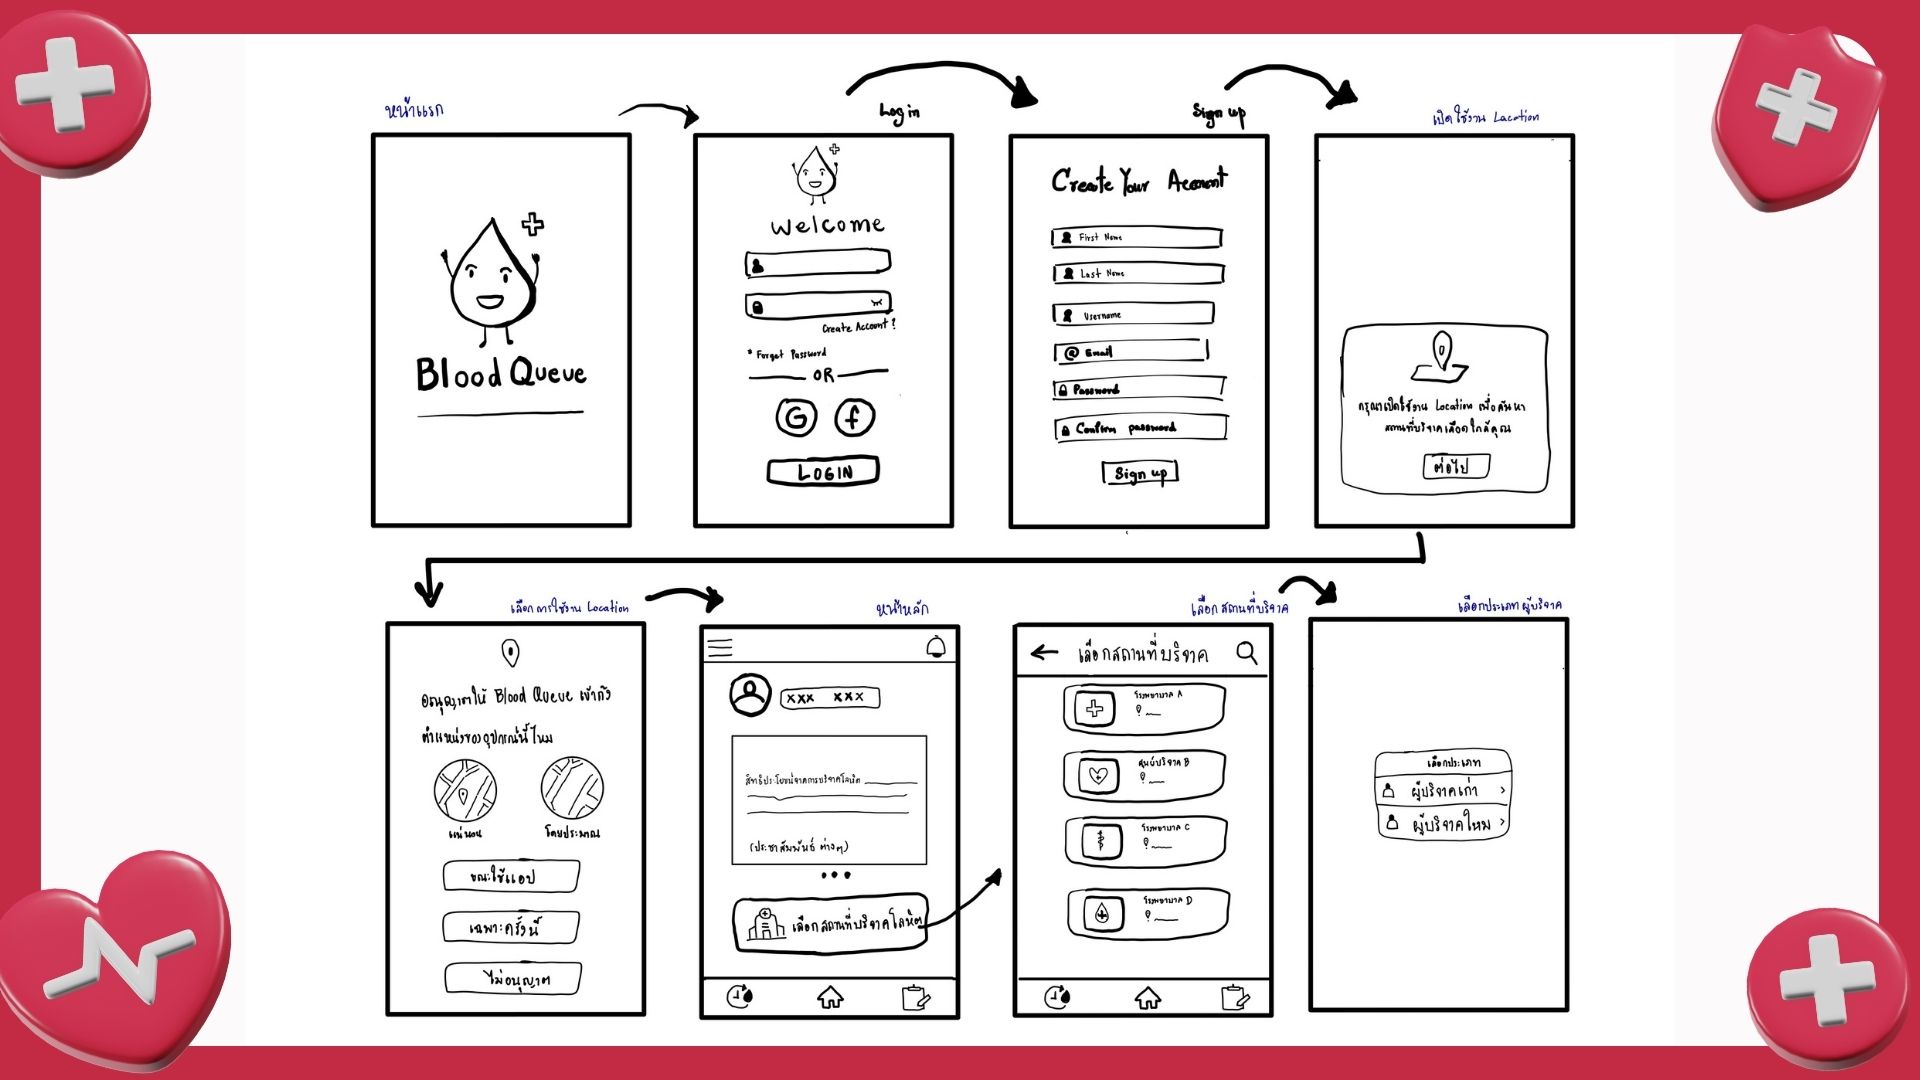 หน้าแรก
Blood Queue
Log in
Welcome
Create Account?
* Forget Password
OR
G
f
LOGIN
Sign up
Create Your Account
First Name
Last Name
Username
@ Email
Password
Confirm password
Sign up
เปิดใช้งาน Location
กรุณาเปิดใช้งาน Location เพื่อค้นหา
สถานที่บริจาคเลือดใกล้คุณ
ต่อไป
เลือกการใช้งาน Location
อนุญาตให้ Blood Queue เข้าถึง
ตำแหน่งของอุปกรณ์นี้ไหม
แน่นอน
โดยประมาณ
ขณะใช้แอป
เฉพาะครั้งนี้
ไม่อนุญาต
หน้าหลัก
xxx xxx
สิทธิประโยชน์จากการบริจาคโลหิต
(ประชาสัมพันธ์ ต่างๆ)
เลือกสถานที่บริจาคโลหิต
เลือกสถานที่บริจาค
เลือกสถานที่บริจาค
โรงพยาบาล A
ศูนย์บริจาค B
โรงพยาบาล C
โรงพยาบาล D
เลือกประเภทผู้บริจาค
เลือกประเภท
ผู้บริจาคเก่า >
ผู้บริจาคใหม่ >